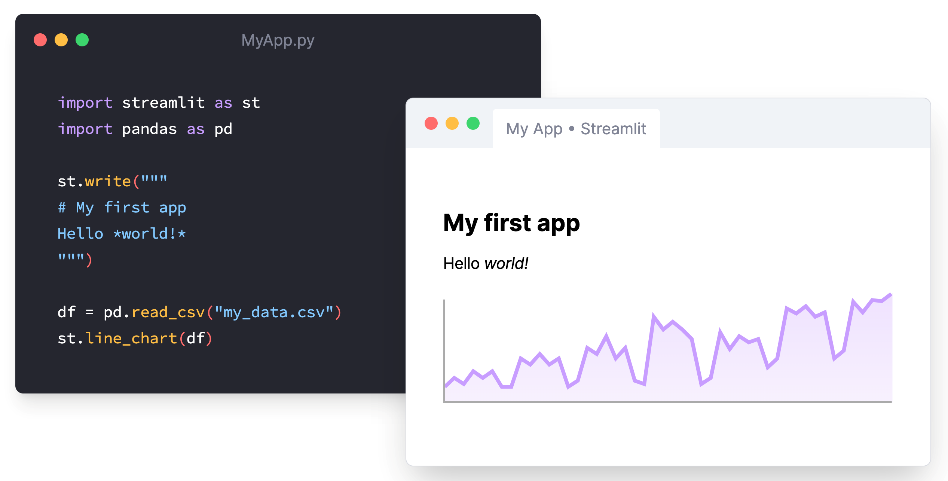 MyApp.py
import streamlit as st
import pandas as pd
st.write("""
# My first app
Hello *world!*
""")
df = pd.read_csv("my_data.csv")
st.line_chart(df)
My App • Streamlit
My first app
Hello world!